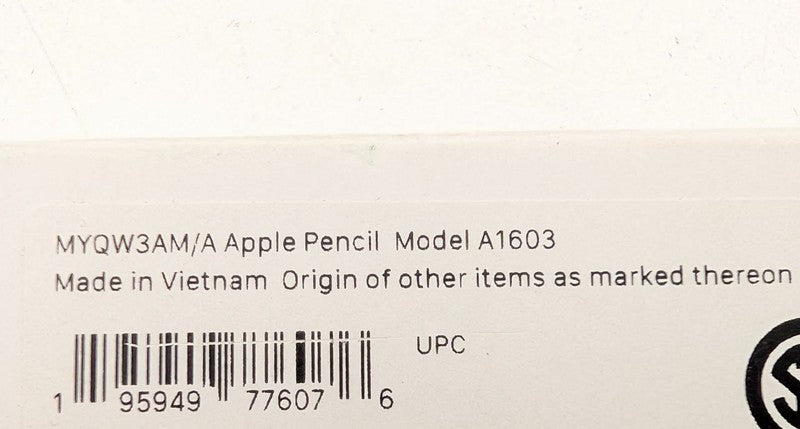 MYQW3AM/A Apple Pencil Model A1603
Made in Vietnam Origin of other items as marked thereon
UPC
1 95949 77607 6